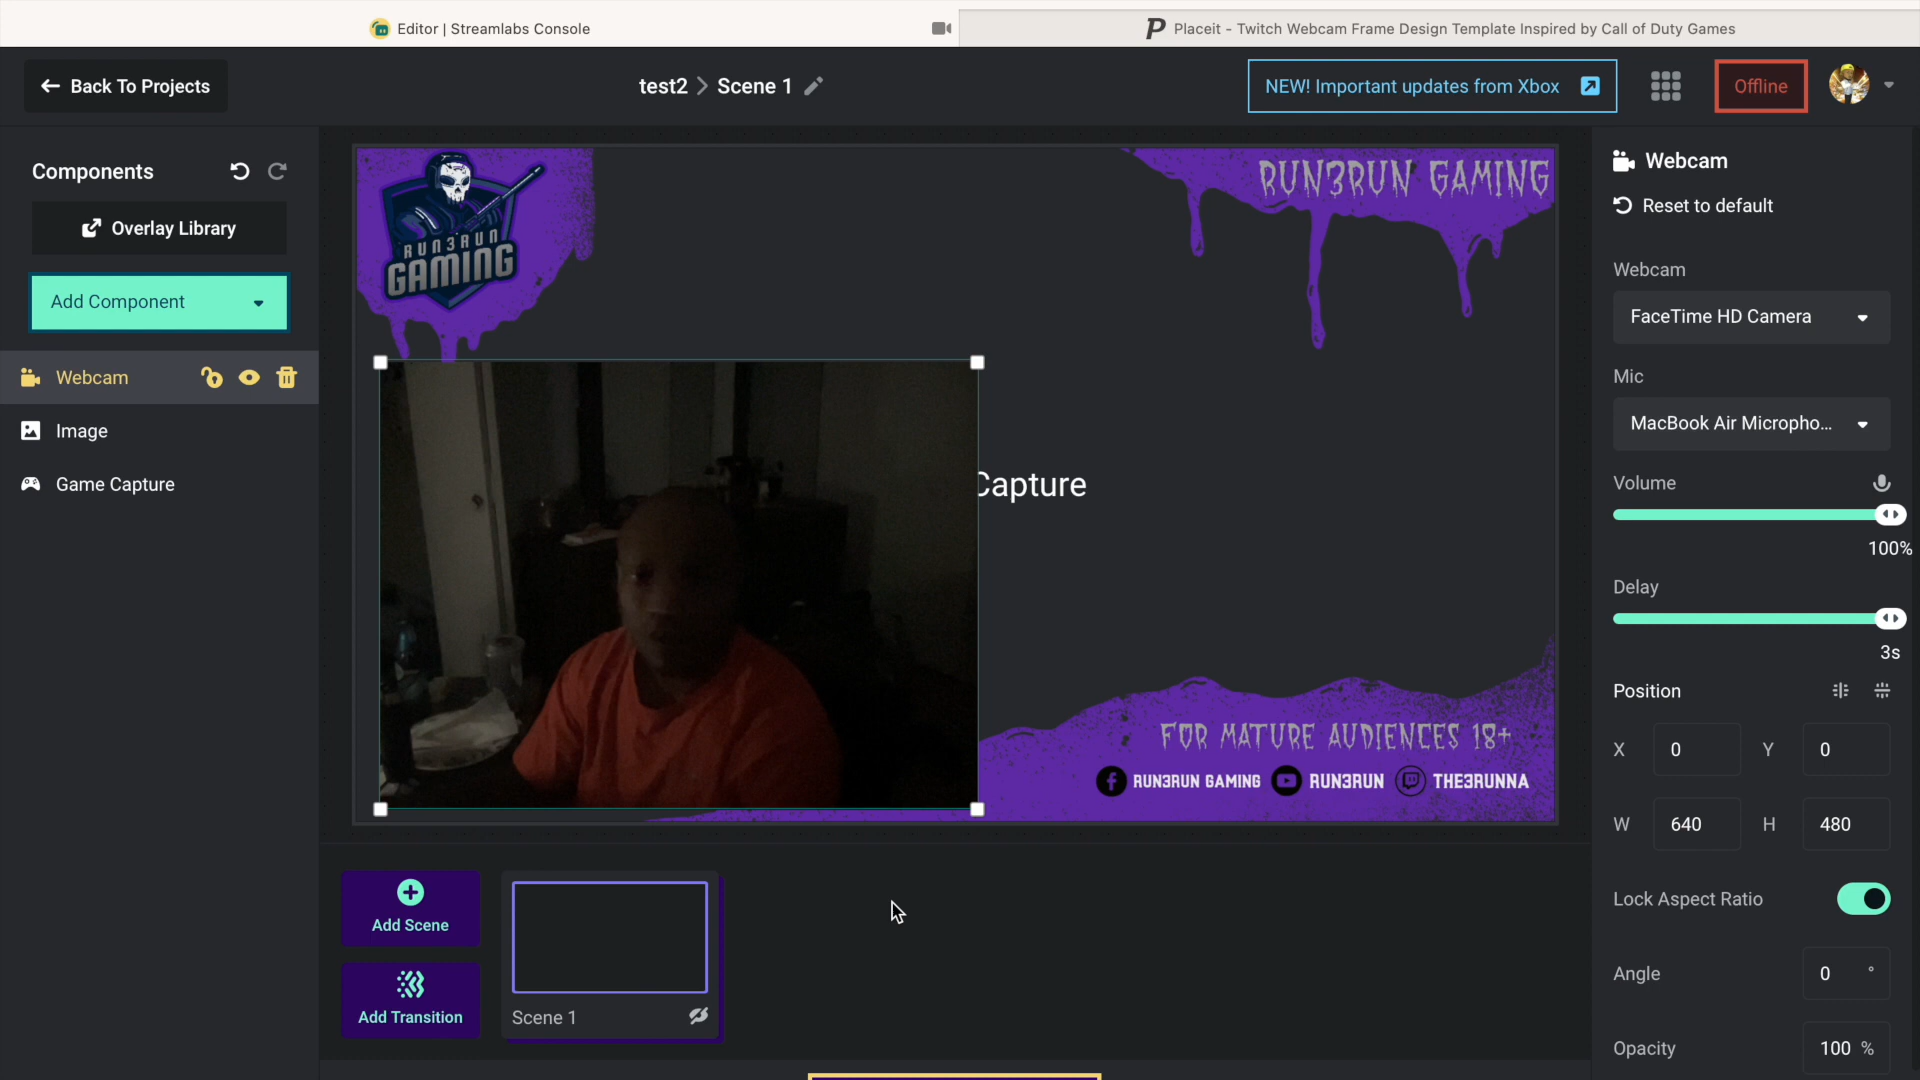 Editor | Streamlabs Console
Placeit - Twitch Webcam Frame Design Template Inspired by Call of Duty Games
Back To Projects
test2 > Scene 1
NEW! Important updates from Xbox
Offline
Components
Overlay Library
Add Component
Webcam
Image
Game Capture
RUN3RUN
GAMING
RUN3RUN GAMING
Capture
FOR MATURE AUDIENCES 18+
RUN3RUN GAMING RUN3RUN THE3RUNNA
Add Scene
Add Transition
Scene 1
Webcam
Reset to default
Webcam
FaceTime HD Camera
Mic
MacBook Air Micropho...
Volume
100%
Delay
3s
Position
X 0 Y 0
W 640 H 480
Lock Aspect Ratio
Angle 0 °
Opacity 100 %